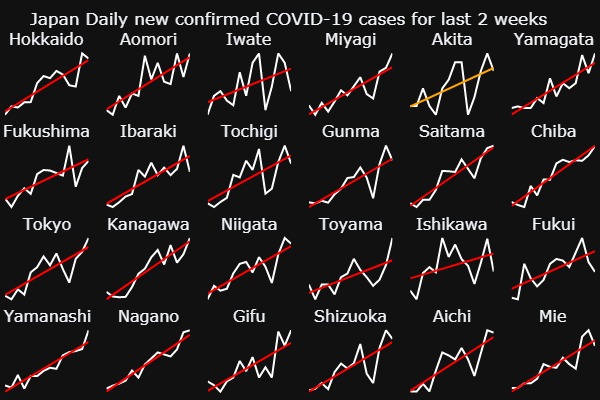 Japan Daily new confirmed COVID-19 cases for last 2 weeks
Hokkaido Aomori Iwate Miyagi Akita Yamagata
Fukushima Ibaraki Tochigi Gunma Saitama Chiba
Tokyo Kanagawa Niigata Toyama Ishikawa Fukui
Yamanashi Nagano Gifu Shizuoka Aichi Mie